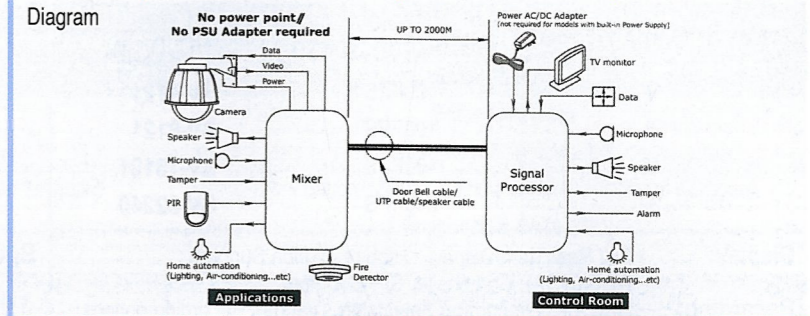 Diagram
No power point//
No PSU Adapter required
UP TO 2000M
Power AC/DC Adapter
(not required for models with built-in Power Supply)
Data
Video
Power
Camera
TV monitor
Data
Speaker
Microphone
Tamper
PIR
Mixer
Door Bell cable/
UTP cable/speaker cable
Signal
Processor
Microphone
Speaker
Tamper
Alarm
Home automation
(Lighting, Air-conditioning...etc)
Fire
Detector
Home automation
(Lighting, Air-conditioning...etc)
Applications
Control Room